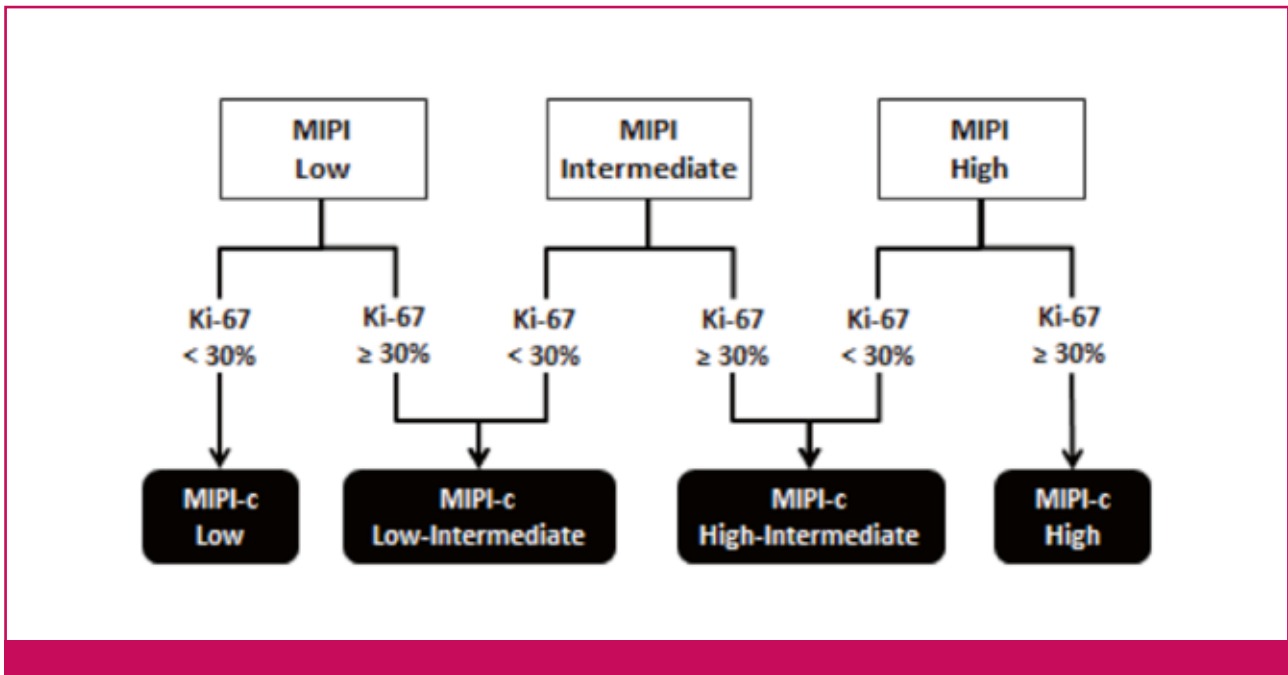 MIPI
Low
MIPI
Intermediate
MIPI
High
Ki-67
< 30%
Ki-67
≥ 30%
Ki-67
< 30%
Ki-67
≥ 30%
Ki-67
< 30%
Ki-67
≥ 30%
MIPI-c
Low
MIPI-c
Low-Intermediate
MIPI-c
High-Intermediate
MIPI-c
High